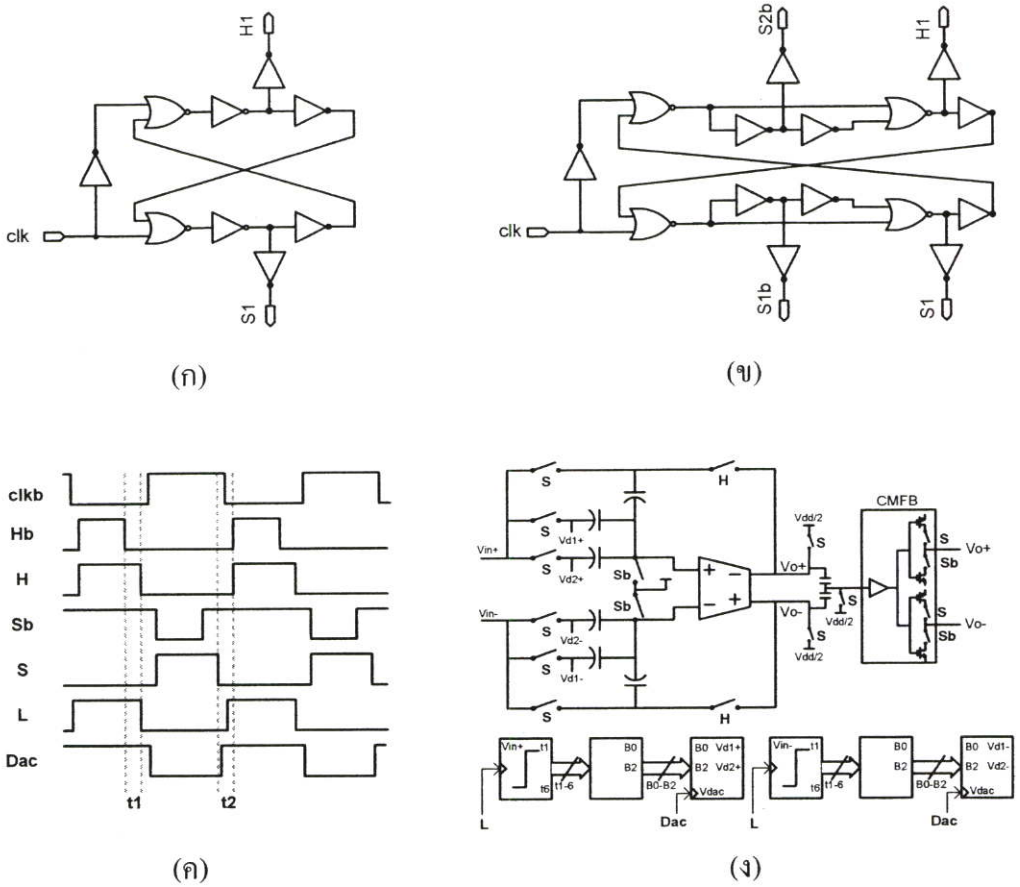 H1
clk
S1
(ก)
S2b
H1
clk
S1b
S1
(ข)
clkb
Hb
H
Sb
S
L
Dac
t1
t2
(ค)
S
H
Vin+
S
Vd1+
S
Vd2+
Sb
Sb
Vin-
S
Vd2-
S
Vd1-
S
H
+ -
- +
Vdd/2
S
Vo+
Vo-
S
Vdd/2
S
Vdd/2
CMFB
S
Sb
Vo+
S
Sb
Vo-
Vin+ t1
t6
t1-6
B0
B2
B0-B2
B0 Vd1+
B2 Vd2+
Vdac
L
Dac
Vin- t1
t6
t1-6
B0
B2
B0-B2
B0 Vd1-
B2 Vd2-
Vdac
L
Dac
(ง)